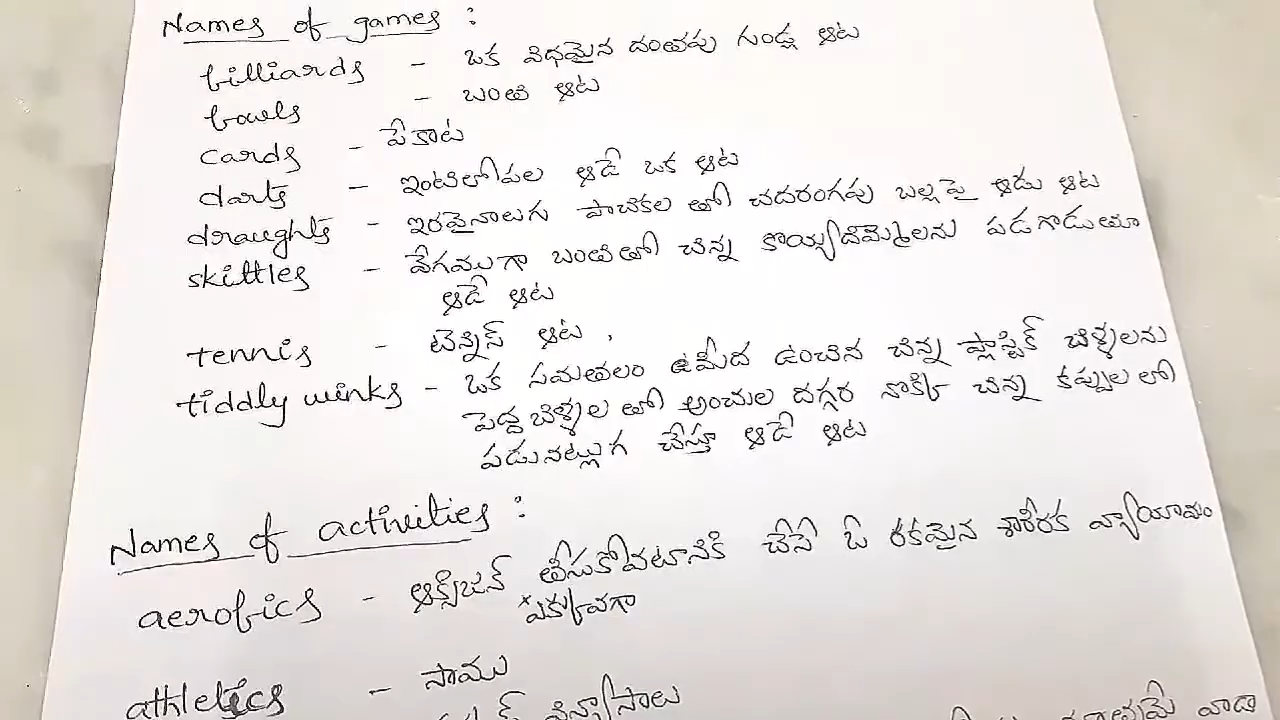 Names of games :
billiards - ఒక విధమైన దంతపు గుండ్ల ఆట
bowls - బంతి ఆట
cards - పేకాట
darts - ఇంటిలోపల ఆడే ఒక ఆట
draughts - ఇరవైనాలుగు పాచికల తో చదరంగపు బల్లపై ఆడు ఆట
skittles - వేగముగా బంతితో చిన్న కొయ్యదిమ్మెలను పడగొడుతూ
ఆడే ఆట
tennis - టెన్నిస్ ఆట .
tiddly winks - ఒక సమతలం ఉమీద ఉంచిన చిన్న ప్లాస్టిక్ బిళ్ళలను
పెద్ద బిళ్ళల తో అంచుల దగ్గర నొక్కి చిన్న కప్పుల లో
పడునట్లుగ చేస్తూ ఆడే ఆట
Names of activities :
aerobics - ఆక్సిజన్ తీసుకోవటానికి చేసే ఓ రకమైన శారీరక వ్యాయామం
ఎక్కువగా
athletics - సాము